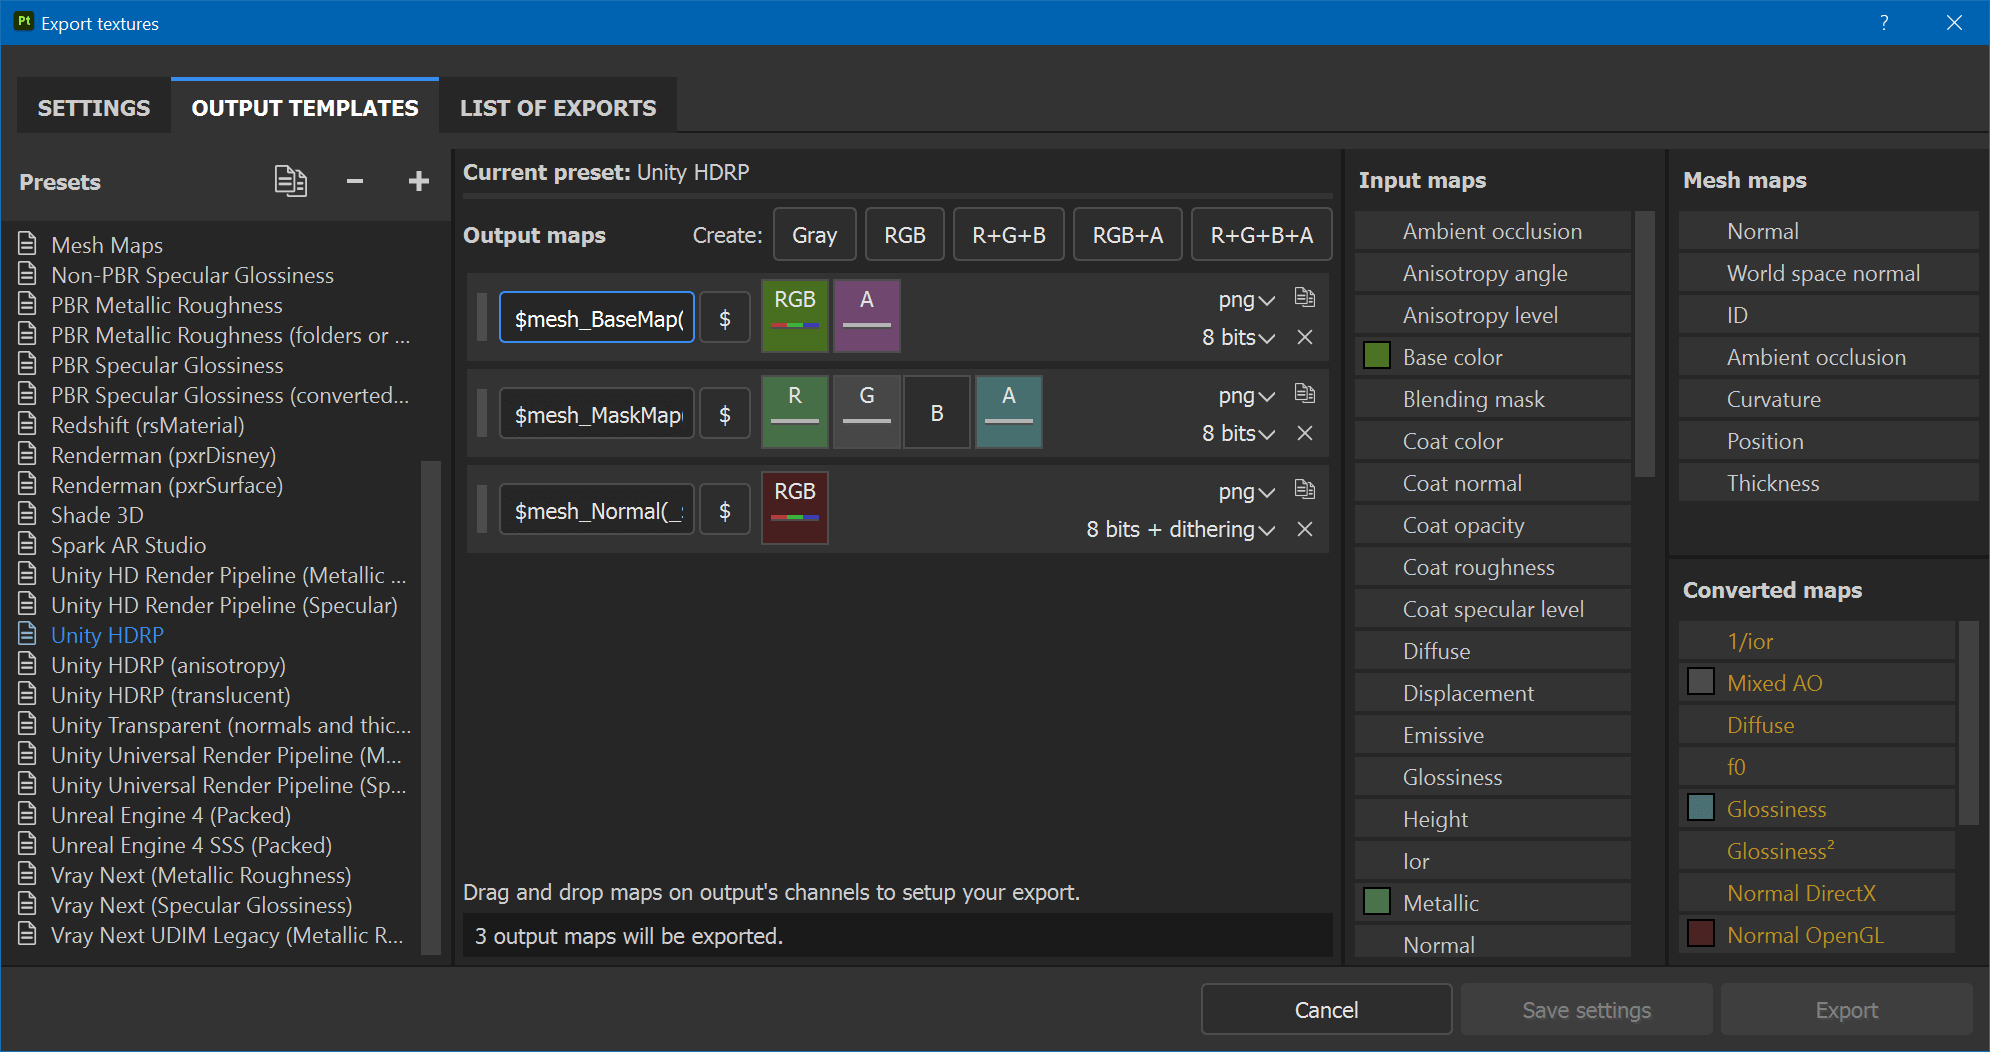 Pt Export textures ?
SETTINGS OUTPUT TEMPLATES LIST OF EXPORTS
Presets
Mesh Maps
Non-PBR Specular Glossiness
PBR Metallic Roughness
PBR Metallic Roughness (folders or ...
PBR Specular Glossiness
PBR Specular Glossiness (converted...
Redshift (rsMaterial)
Renderman (pxrDisney)
Renderman (pxrSurface)
Shade 3D
Spark AR Studio
Unity HD Render Pipeline (Metallic ...
Unity HD Render Pipeline (Specular)
Unity HDRP
Unity HDRP (anisotropy)
Unity HDRP (translucent)
Unity Transparent (normals and thic...
Unity Universal Render Pipeline (M...
Unity Universal Render Pipeline (Sp...
Unreal Engine 4 (Packed)
Unreal Engine 4 SSS (Packed)
Vray Next (Metallic Roughness)
Vray Next (Specular Glossiness)
Vray Next UDIM Legacy (Metallic R...
Current preset: Unity HDRP
Output maps Create: Gray RGB R+G+B RGB+A R+G+B+A
$mesh_BaseMap( $ RGB A png
8 bits
$mesh_MaskMap( $ R G B A png
8 bits
$mesh_Normal(_ $ RGB png
8 bits + dithering
Drag and drop maps on output's channels to setup your export.
3 output maps will be exported.
Input maps
Ambient occlusion
Anisotropy angle
Anisotropy level
Base color
Blending mask
Coat color
Coat normal
Coat opacity
Coat roughness
Coat specular level
Diffuse
Displacement
Emissive
Glossiness
Height
Ior
Metallic
Normal
Mesh maps
Normal
World space normal
ID
Ambient occlusion
Curvature
Position
Thickness
Converted maps
1/ior
Mixed AO
Diffuse
f0
Glossiness
Glossiness²
Normal DirectX
Normal OpenGL
Cancel Save settings Export